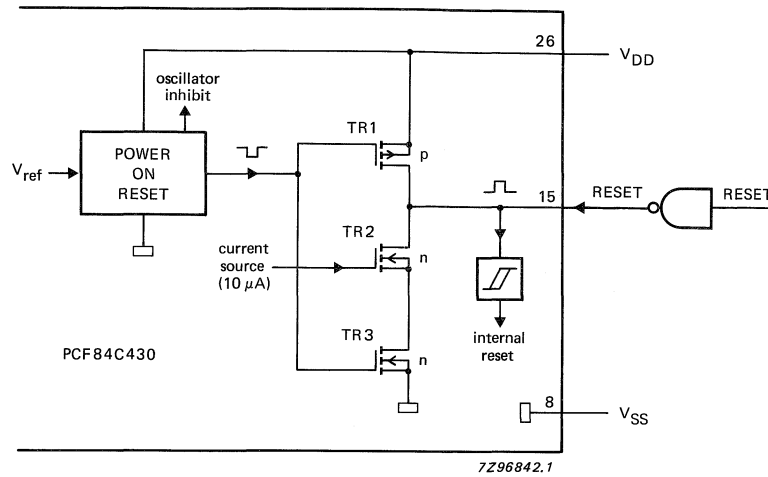 26
V_DD
oscillator
inhibit
TR1
p
POWER
ON
RESET
V_ref
15
RESET
RESET
TR2
n
current
source
(10 μA)
internal
reset
TR3
n
PCF84C430
8
V_SS
7Z96842.1